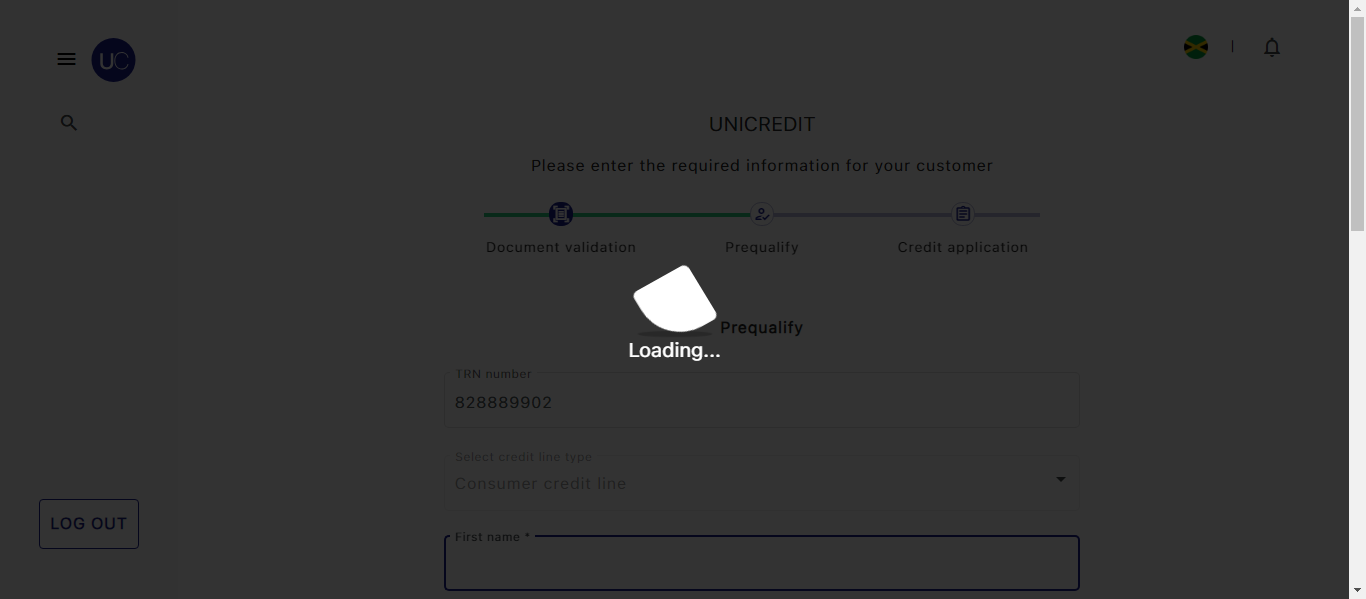 UC
UNICREDIT
Please enter the required information for your customer
Document validation
Prequalify
Credit application
Prequalify
Loading...
TRN number
828889902
Select credit line type
Consumer credit line
First name *
LOG OUT